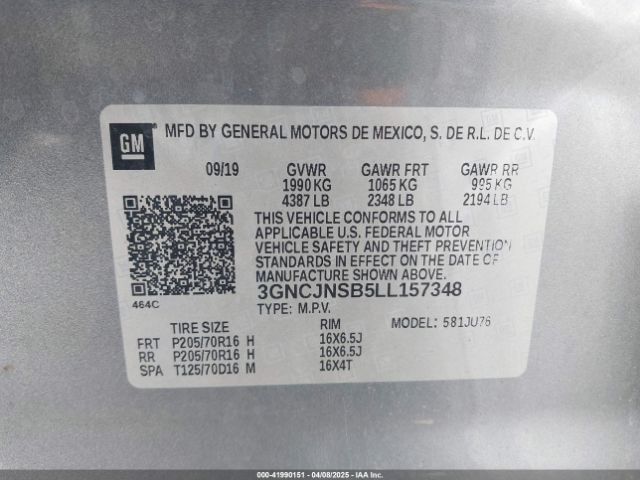 GM
MFD BY GENERAL MOTORS DE MEXICO, S. DE R.L. DE C.V.
09/19 GVWR GAWR FRT GAWR RR
1990 KG 1065 KG 995 KG
4387 LB 2348 LB 2194 LB
THIS VEHICLE CONFORMS TO ALL
APPLICABLE U.S. FEDERAL MOTOR
VEHICLE SAFETY AND THEFT PREVENTION
STANDARDS IN EFFECT ON THE DATE OF
MANUFACTURE SHOWN ABOVE.
464C
3GNCJNSB5LL157348
TYPE: M.P.V.
TIRE SIZE RIM MODEL: 581JU76
FRT P205/70R16 H 16X6.5J
RR P205/70R16 H 16X6.5J
SPA T125/70D16 M 16X4T
000-41990151 - 04/08/2025 - IAA Inc.